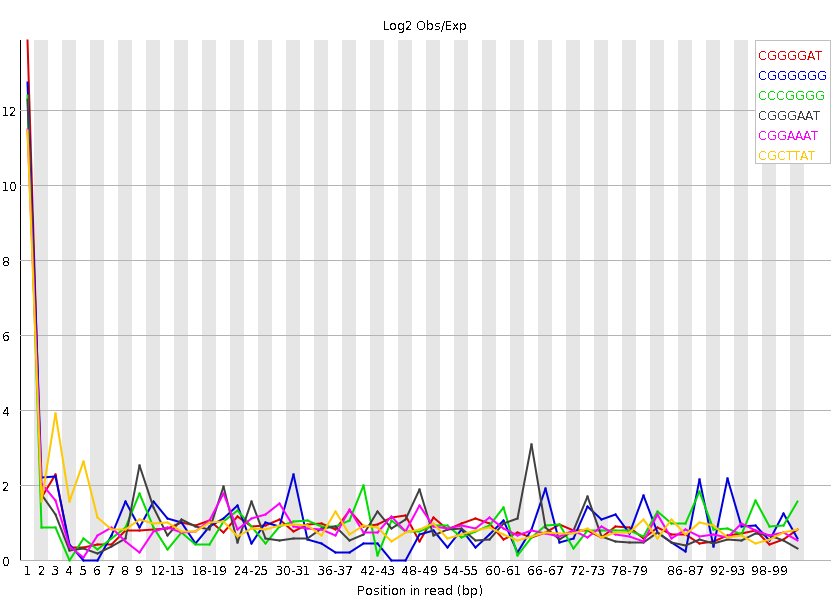 Log2 Obs/Exp
CGGGGAT
CGGGGGG
CCCGGGG
CGGGAAT
CGGAAAT
CGCTTAT
12
10
8
6
4
2
0
1 2 3 4 5 6 7 8 9 12-13 18-19 24-25 30-31 36-37 42-43 48-49 54-55 60-61 66-67 72-73 78-79 86-87 92-93 98-99
Position in read (bp)